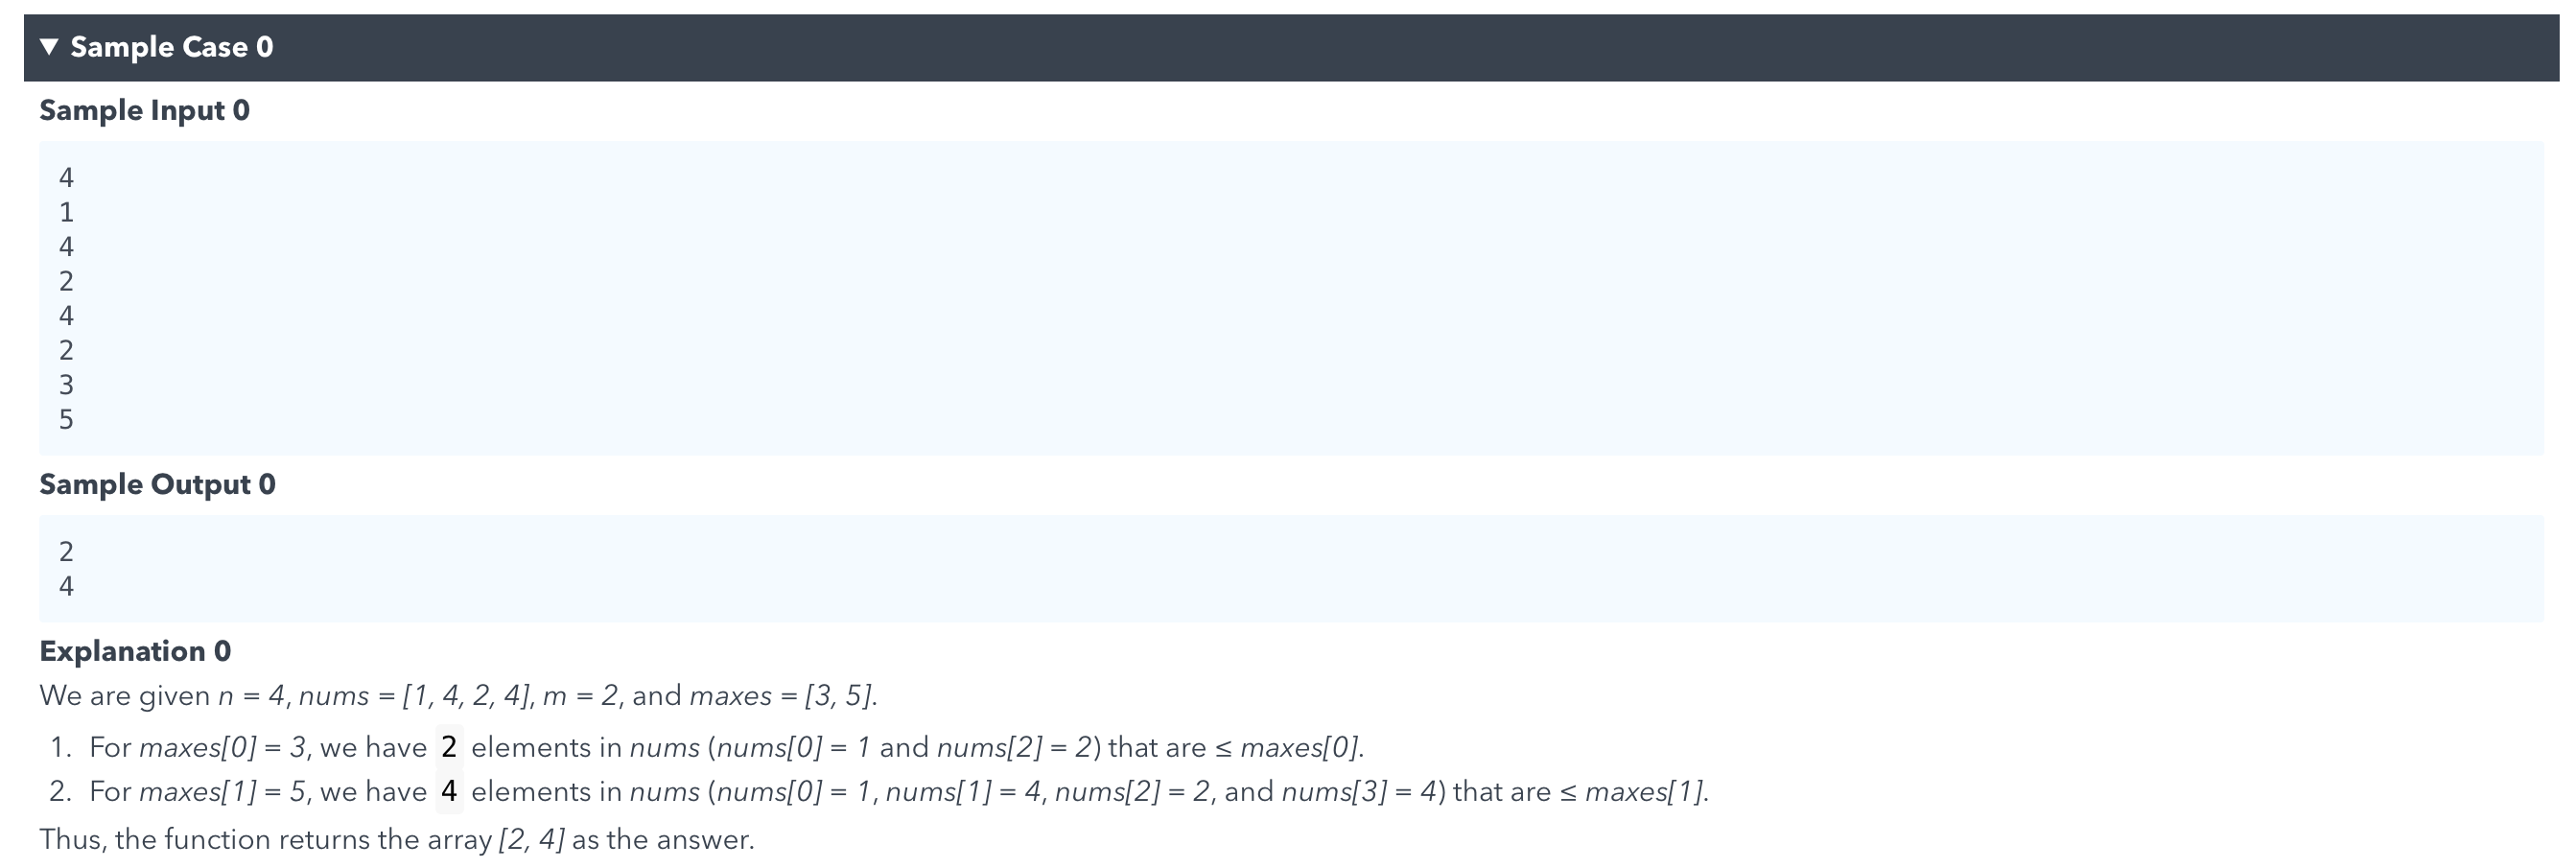 ▼ Sample Case 0
Sample Input 0
4
1
4
2
4
2
3
5
Sample Output 0
2
4
Explanation 0
We are given n = 4, nums = [1, 4, 2, 4], m = 2, and maxes = [3, 5].
1. For maxes[0] = 3, we have 2 elements in nums (nums[0] = 1 and nums[2] = 2) that are ≤ maxes[0].
2. For maxes[1] = 5, we have 4 elements in nums (nums[0] = 1, nums[1] = 4, nums[2] = 2, and nums[3] = 4) that are ≤ maxes[1].
Thus, the function returns the array [2, 4] as the answer.